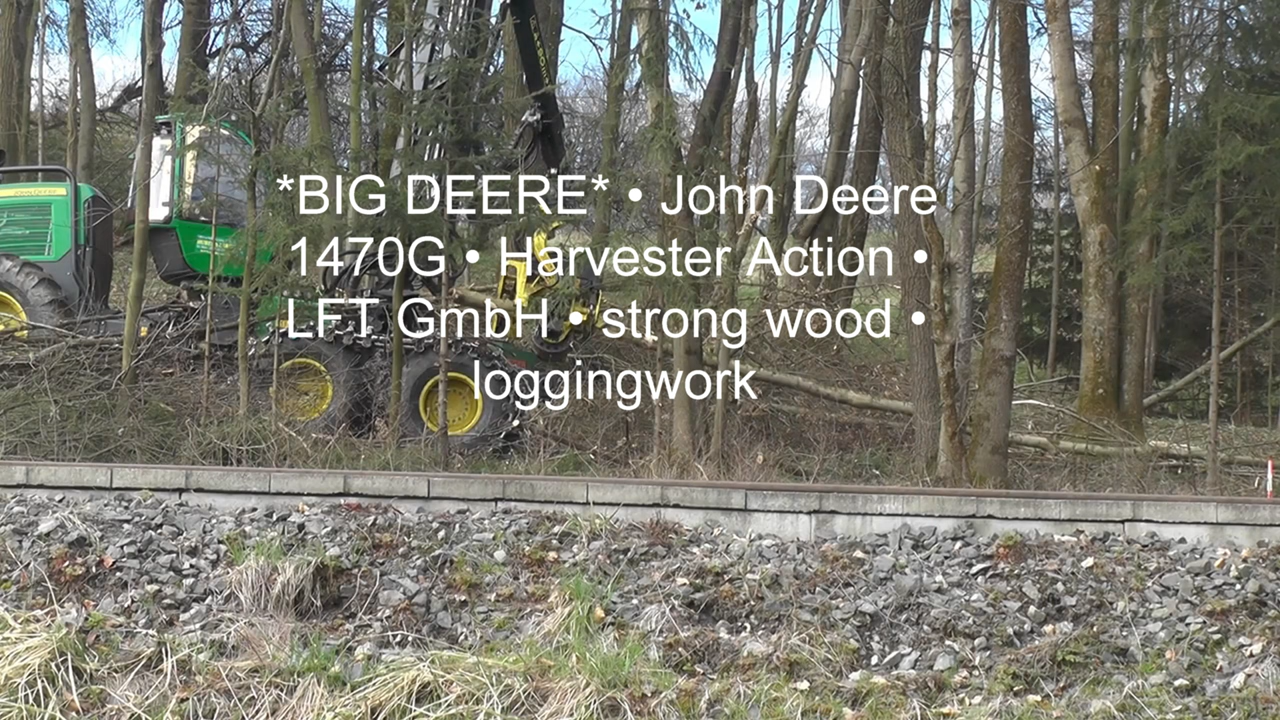 *BIG DEERE* • John Deere
1470G • Harvester Action •
LFT GmbH • strong wood •
loggingwork